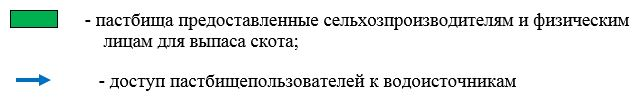 - пастбища предоставленные сельхозпроизводителям и физическим
лицам для выпаса скота;
- доступ пастбищепользователей к водоисточникам